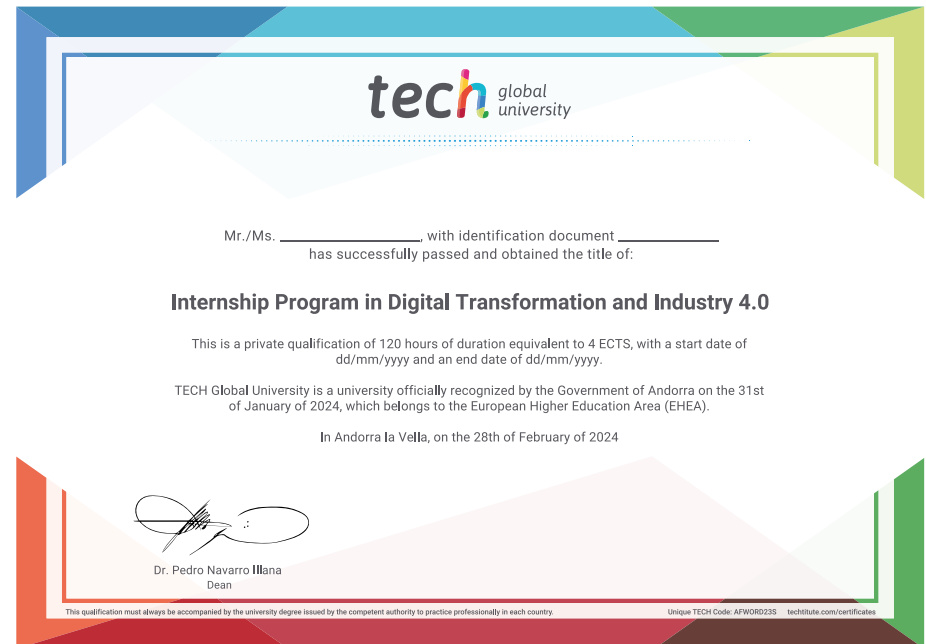 tech global
university
Mr./Ms. ____________, with identification document ____________
has successfully passed and obtained the title of:
Internship Program in Digital Transformation and Industry 4.0
This is a private qualification of 120 hours of duration equivalent to 4 ECTS, with a start date of
dd/mm/yyyy and an end date of dd/mm/yyyy.
TECH Global University is a university officially recognized by the Government of Andorra on the 31st
of January of 2024, which belongs to the European Higher Education Area (EHEA).
In Andorra la Vella, on the 28th of February of 2024
Dr. Pedro Navarro Illana
Dean
This qualification must always be accompanied by the university degree issued by the competent authority to practice professionally in each country.
Unique TECH Code: AFWORD23S techtitute.com/certificates